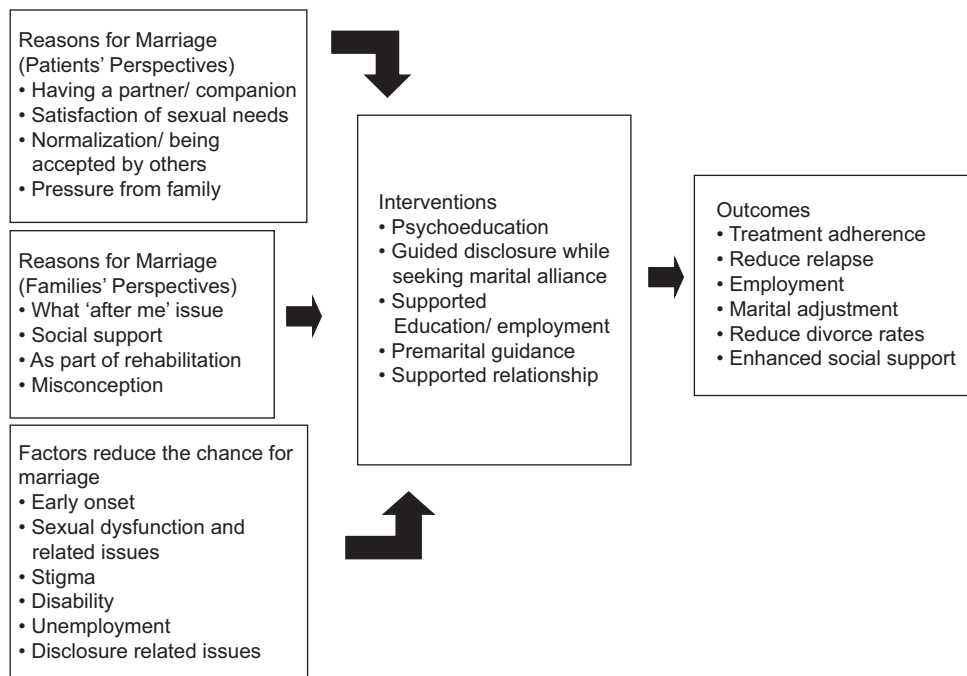 Reasons for Marriage
(Patients' Perspectives)
• Having a partner/ companion
• Satisfaction of sexual needs
• Normalization/ being
accepted by others
• Pressure from family
Reasons for Marriage
(Families' Perspectives)
• What 'after me' issue
• Social support
• As part of rehabilitation
• Misconception
Factors reduce the chance for
marriage
• Early onset
• Sexual dysfunction and
related issues
• Stigma
• Disability
• Unemployment
• Disclosure related issues
Interventions
• Psychoeducation
• Guided disclosure while
seeking marital alliance
• Supported
Education/ employment
• Premarital guidance
• Supported relationship
Outcomes
• Treatment adherence
• Reduce relapse
• Employment
• Marital adjustment
• Reduce divorce rates
• Enhanced social support